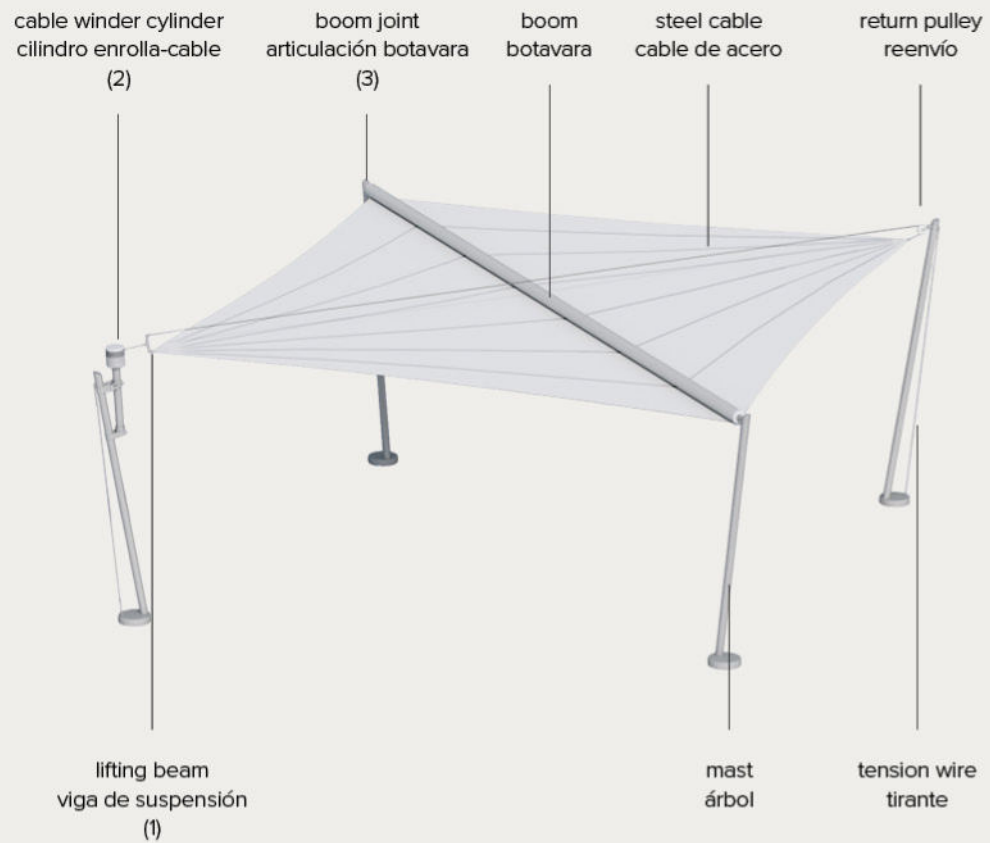 cable winder cylinder
cilindro enrolla-cable
(2)
boom joint
articulación botavara
(3)
boom
botavara
steel cable
cable de acero
return pulley
reenvío
lifting beam
viga de suspensión
(1)
mast
árbol
tension wire
tirante